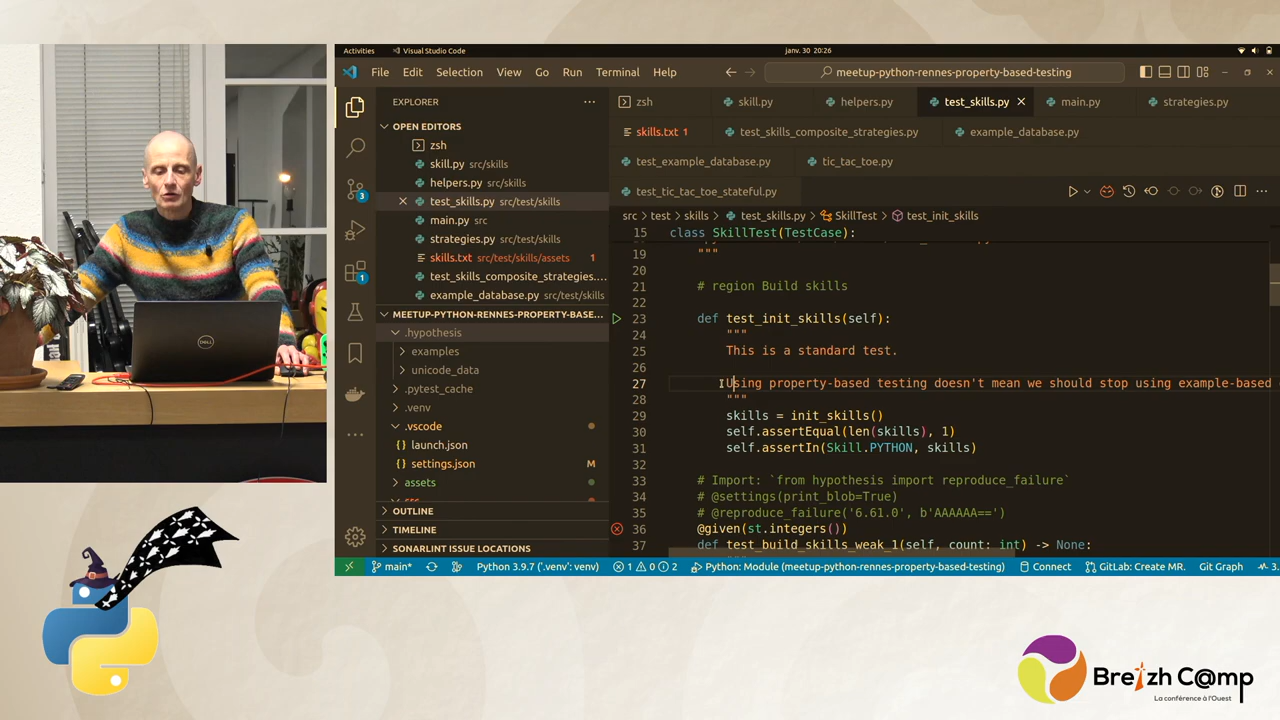 Activities
Visual Studio Code
janv. 30 20:26
File Edit Selection View Go Run Terminal Help
meetup-python-rennes-property-based-testing
EXPLORER
OPEN EDITORS
zsh
skill.py src/skills
helpers.py src/skills
test_skills.py src/test/skills
main.py src
strategies.py src/test/skills
skills.txt src/test/skills/assets 1
test_skills_composite_strategies....
example_database.py src/test/skills
MEETUP-PYTHON-RENNES-PROPERTY-BASE...
.hypothesis
examples
unicode_data
.pytest_cache
.venv
.vscode
launch.json
settings.json M
assets
OUTLINE
TIMELINE
SONARLINT ISSUE LOCATIONS
3
1
zsh skill.py helpers.py test_skills.py main.py strategies.py
skills.txt 1 test_skills_composite_strategies.py example_database.py
test_example_database.py tic_tac_toe.py
test_tic_tac_toe_stateful.py
src > test > skills > test_skills.py > SkillTest > test_init_skills
15 class SkillTest(TestCase):
19 """
20
21 # region Build skills
22
23 def test_init_skills(self):
24 """
25 This is a standard test.
26
27 Using property-based testing doesn't mean we should stop using example-based
28 """
29 skills = init_skills()
30 self.assertEqual(len(skills), 1)
31 self.assertIn(Skill.PYTHON, skills)
32
33 # Import: `from hypothesis import reproduce_failure`
34 # @settings(print_blob=True)
35 # @reproduce_failure('6.61.0', b'AAAAAA==')
36 @given(st.integers())
37 def test_build_skills_weak_1(self, count: int) -> None:
main* Python 3.9.7 ('.venv': venv) 1 0 2 Python: Module (meetup-python-rennes-property-based-testing) Connect GitLab: Create MR. Git Graph 3.
DELL
Breizh C@mp
La conférence à l'Ouest